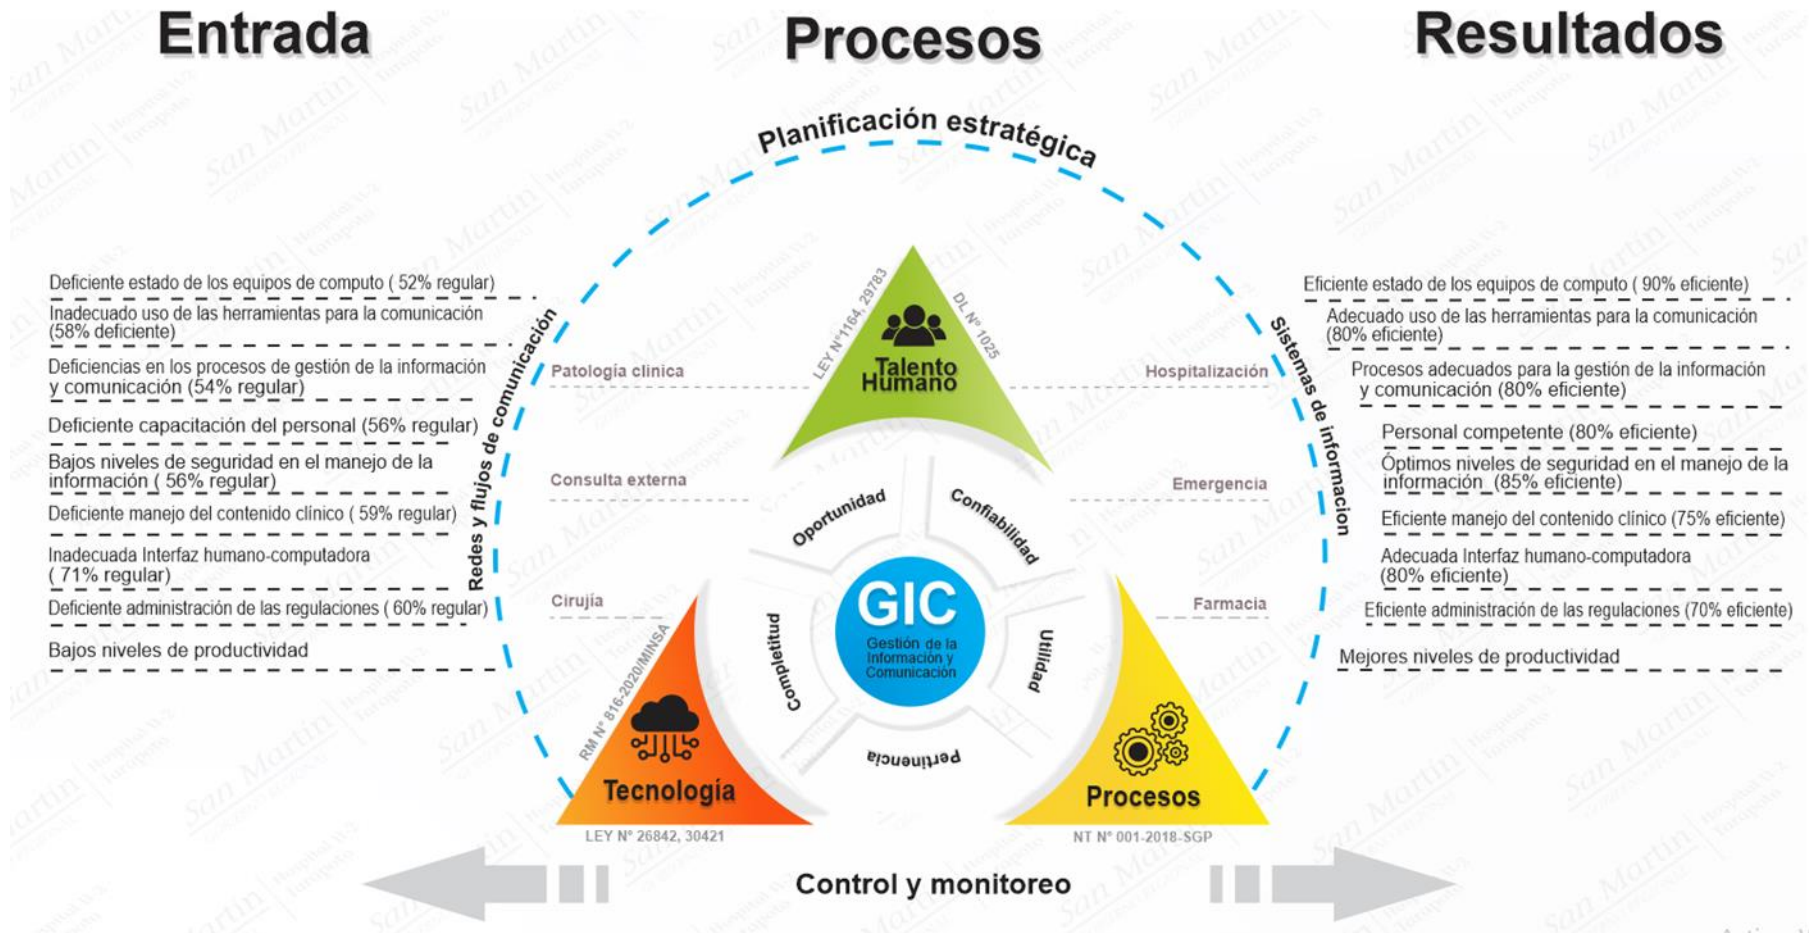 Entrada
Procesos
Resultados
Planificación estratégica
Redes y flujos de comunicación
Sistemas de informacion
Deficiente estado de los equipos de computo ( 52% regular)
Inadecuado uso de las herramientas para la comunicación
(58% deficiente)
Deficiencias en los procesos de gestión de la información
y comunicación (54% regular)
Deficiente capacitación del personal (56% regular)
Bajos niveles de seguridad en el manejo de la
información ( 56% regular)
Deficiente manejo del contenido clínico ( 59% regular)
Inadecuada Interfaz humano-computadora
( 71% regular)
Deficiente administración de las regulaciones ( 60% regular)
Bajos niveles de productividad
Patología clinica
Consulta externa
Cirujía
LEY N°1164, 29783
DL N° 1025
Talento
Humano
Hospitalización
Emergencia
Farmacia
Oportunidad
Confiabilidad
Completitud
Utilidad
Pertinencia
GIC
Gestión de la
Información y
Comunicación
RM N° 816-2020/MINSA
Tecnología
LEY N° 26842, 30421
Procesos
NT N° 001-2018-SGP
Control y monitoreo
Eficiente estado de los equipos de computo ( 90% eficiente)
Adecuado uso de las herramientas para la comunicación
(80% eficiente)
Procesos adecuados para la gestión de la información
y comunicación (80% eficiente)
Personal competente (80% eficiente)
Óptimos niveles de seguridad en el manejo de la
información (85% eficiente)
Eficiente manejo del contenido clínico (75% eficiente)
Adecuada Interfaz humano-computadora
(80% eficiente)
Eficiente administración de las regulaciones (70% eficiente)
Mejores niveles de productividad
San Martin
Hospital II-2
Tarapoto